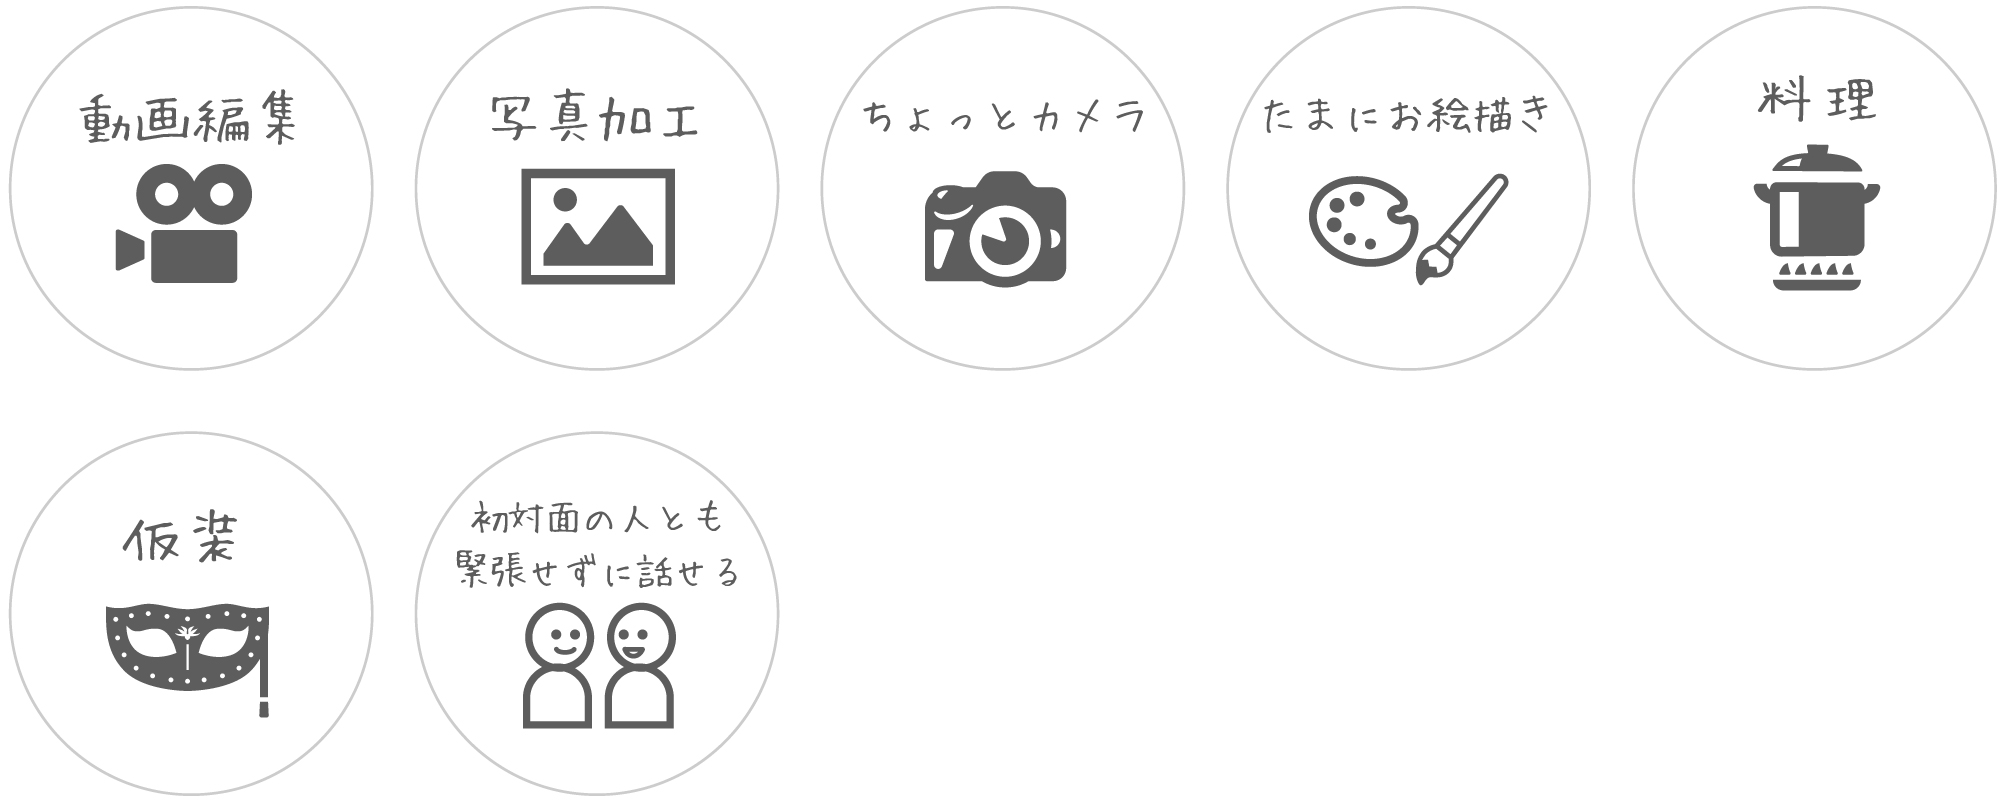 動画編集
写真加工
ちょっとカメラ
たまにお絵描き
料理
仮装
初対面の人とも
緊張せずに話せる